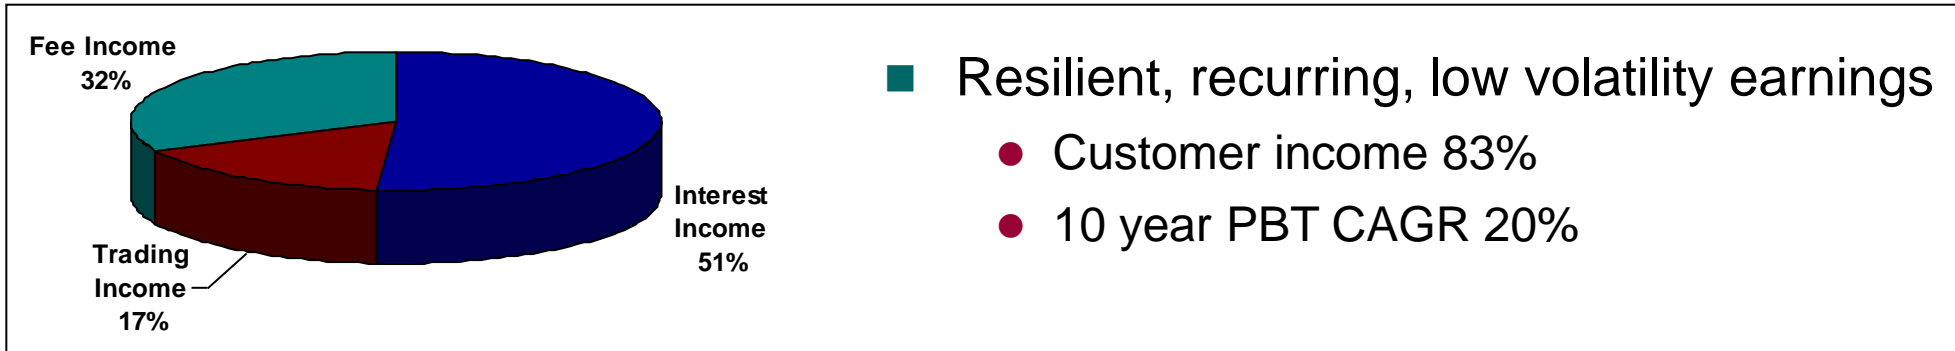 Fee Income
32%
Interest
Income
51%
Trading
Income
17%
Resilient, recurring, low volatility earnings
Customer income 83%
10 year PBT CAGR 20%